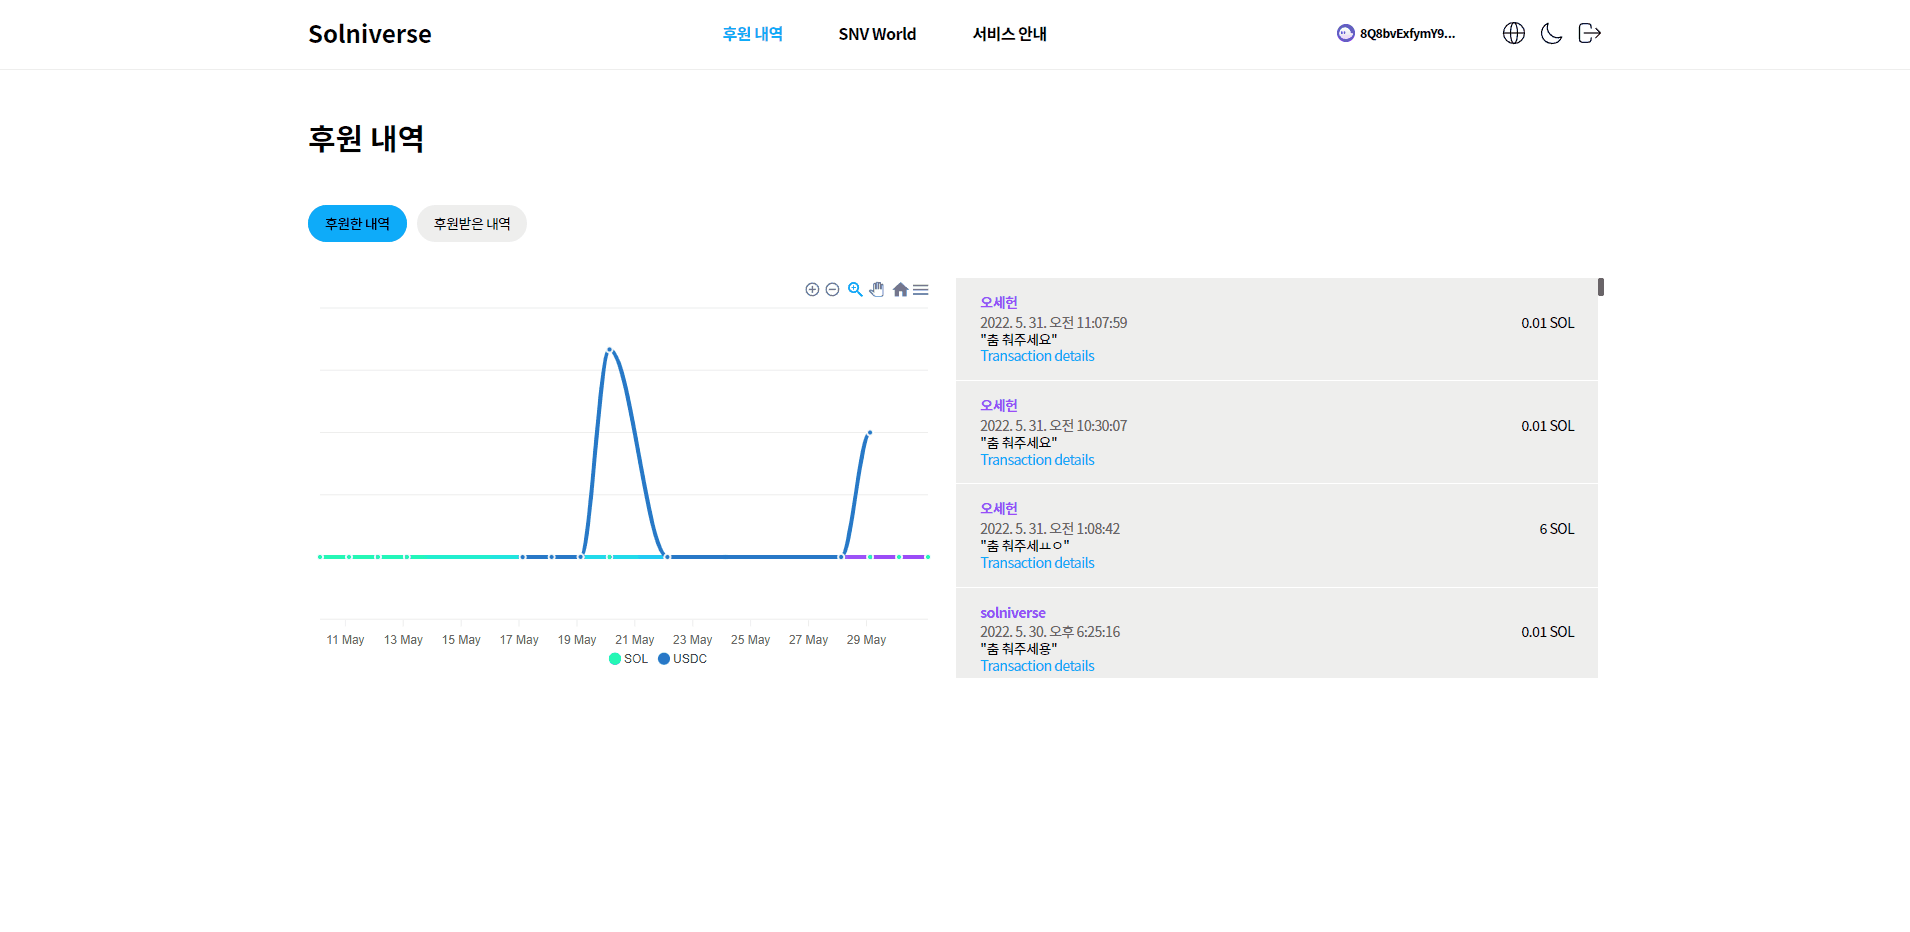 Solniverse
후원 내역
SNV World
서비스 안내
8Q8bvExfymY9...
후원 내역
후원한 내역
후원받은 내역
11 May
13 May
15 May
17 May
19 May
21 May
23 May
25 May
27 May
29 May
SOL
USDC
오세헌
2022. 5. 31. 오전 11:07:59
0.01 SOL
"춤 춰주세요"
Transaction details
오세헌
2022. 5. 31. 오전 10:30:07
0.01 SOL
"춤 춰주세요"
Transaction details
오세헌
2022. 5. 31. 오전 1:08:42
6 SOL
"춤 춰주세ㅛㅇ"
Transaction details
solniverse
2022. 5. 30. 오후 6:25:16
0.01 SOL
"춤 춰주세용"
Transaction details